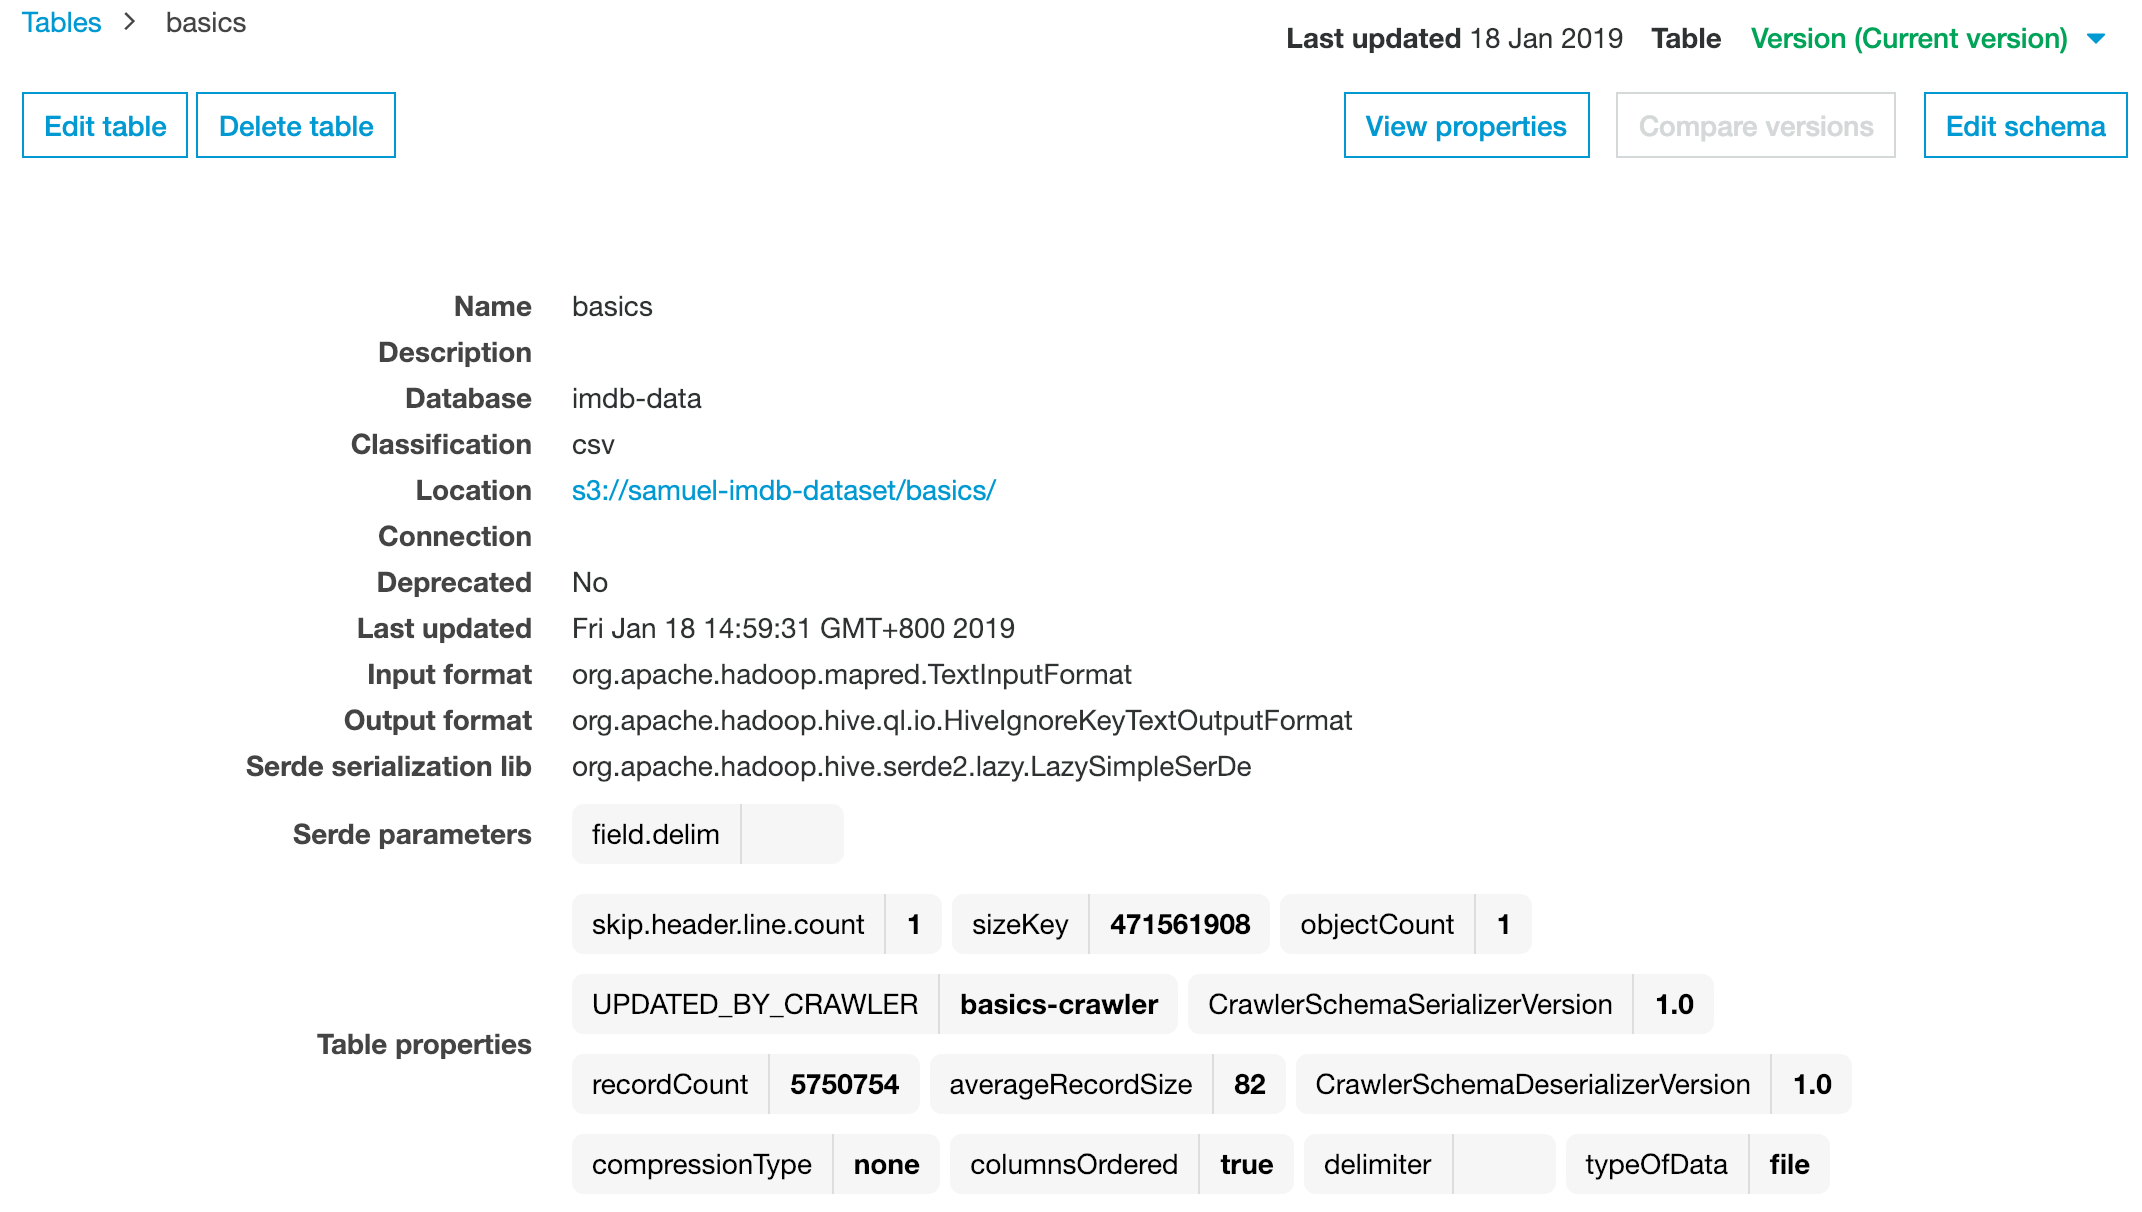 Tables > basics
Last updated 18 Jan 2019 Table Version (Current version)
Edit table Delete table View properties Compare versions Edit schema
Name basics
Description
Database imdb-data
Classification csv
Location s3://samuel-imdb-dataset/basics/
Connection
Deprecated No
Last updated Fri Jan 18 14:59:31 GMT+800 2019
Input format org.apache.hadoop.mapred.TextInputFormat
Output format org.apache.hadoop.hive.ql.io.HiveIgnoreKeyTextOutputFormat
Serde serialization lib org.apache.hadoop.hive.serde2.lazy.LazySimpleSerDe
Serde parameters field.delim
Table properties
skip.header.line.count 1 sizeKey 471561908 objectCount 1
UPDATED_BY_CRAWLER basics-crawler CrawlerSchemaSerializerVersion 1.0
recordCount 5750754 averageRecordSize 82 CrawlerSchemaDeserializerVersion 1.0
compressionType none columnsOrdered true delimiter typeOfData file